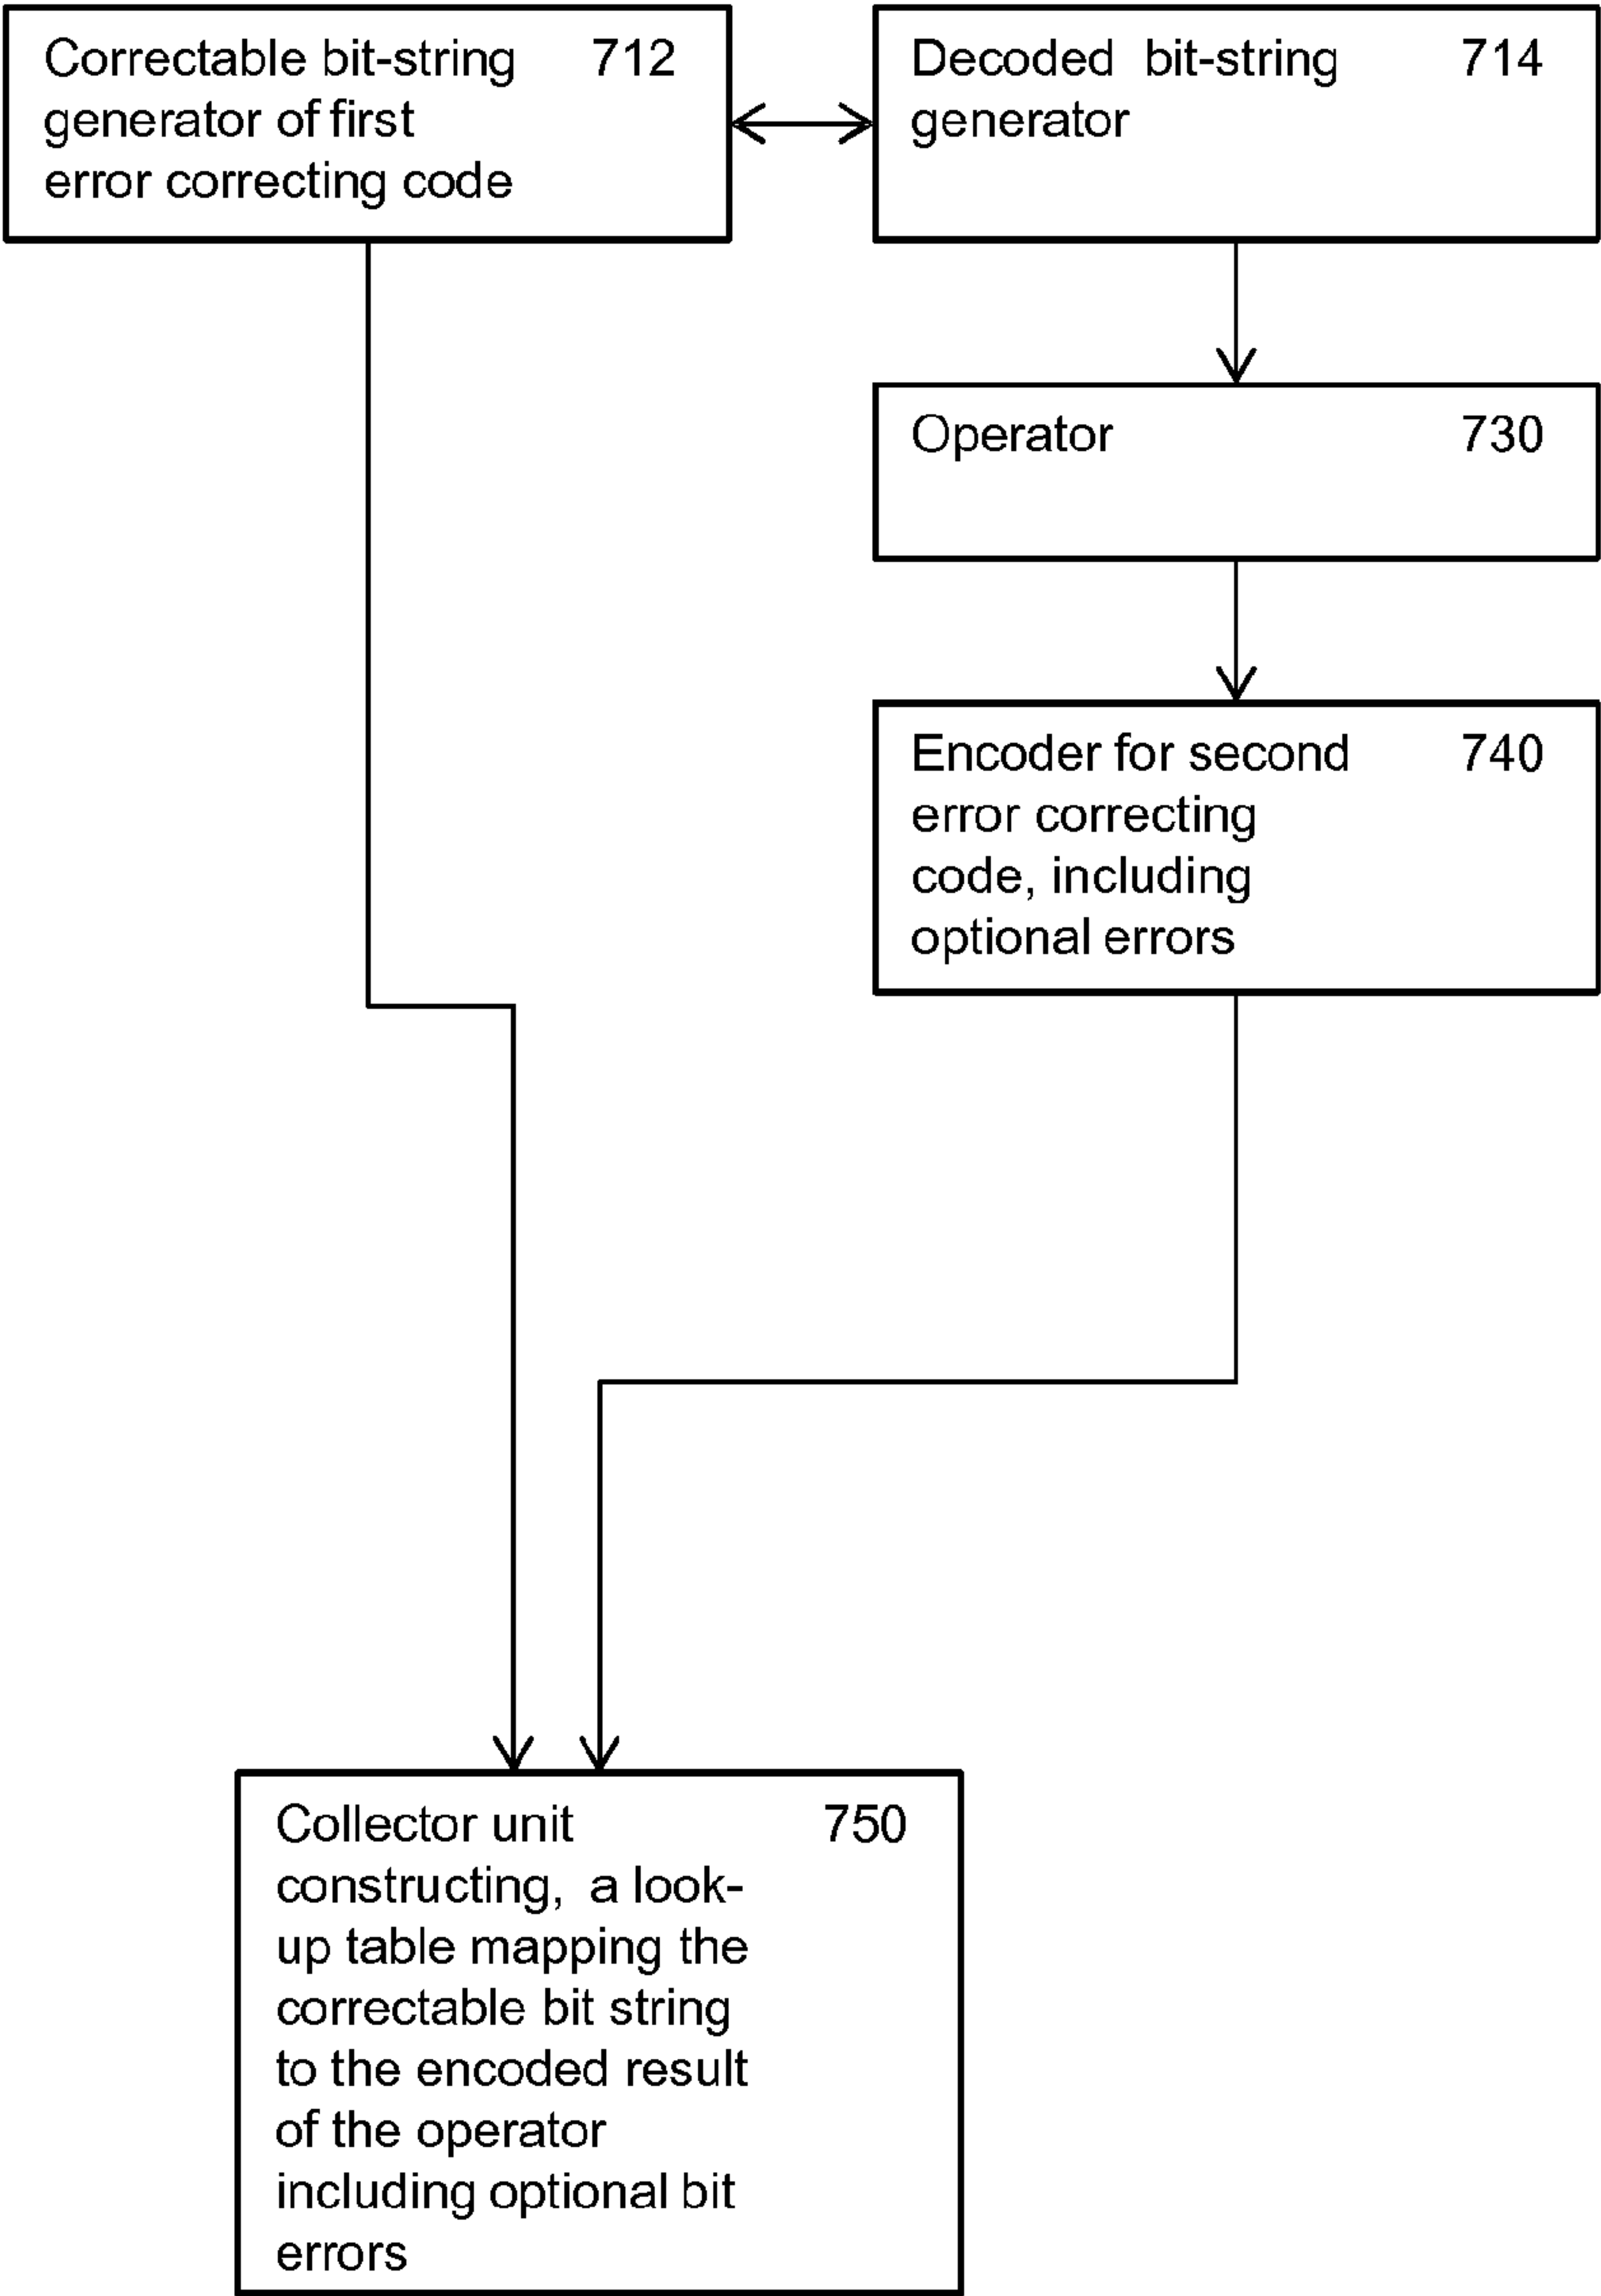 Correctable bit-string 712
generator of first
error correcting code
Decoded bit-string 714
generator
Operator 730
Encoder for second 740
error correcting
code, including
optional errors
Collector unit 750
constructing, a look-
up table mapping the
correctable bit string
to the encoded result
of the operator
including optional bit
errors